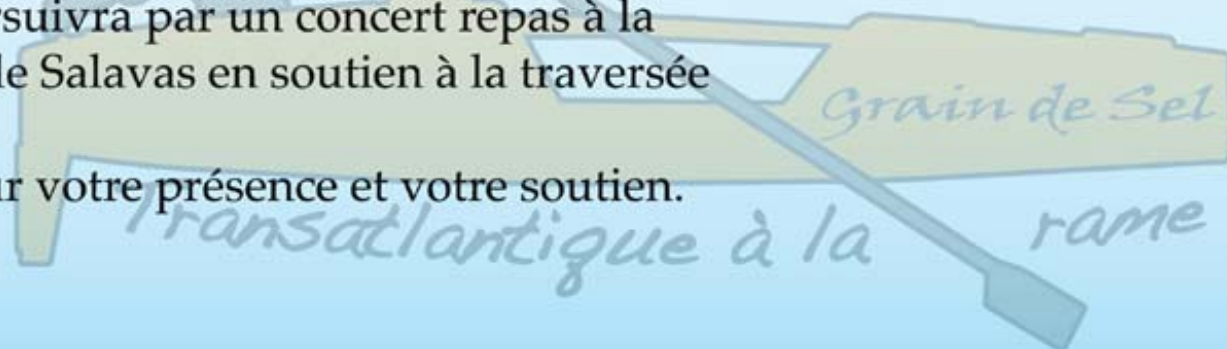 suivra par un concert repas à la
de Salavas en soutien à la traversée
Grain de Sel
votre présence et votre soutien.
Transatlantique à la rame